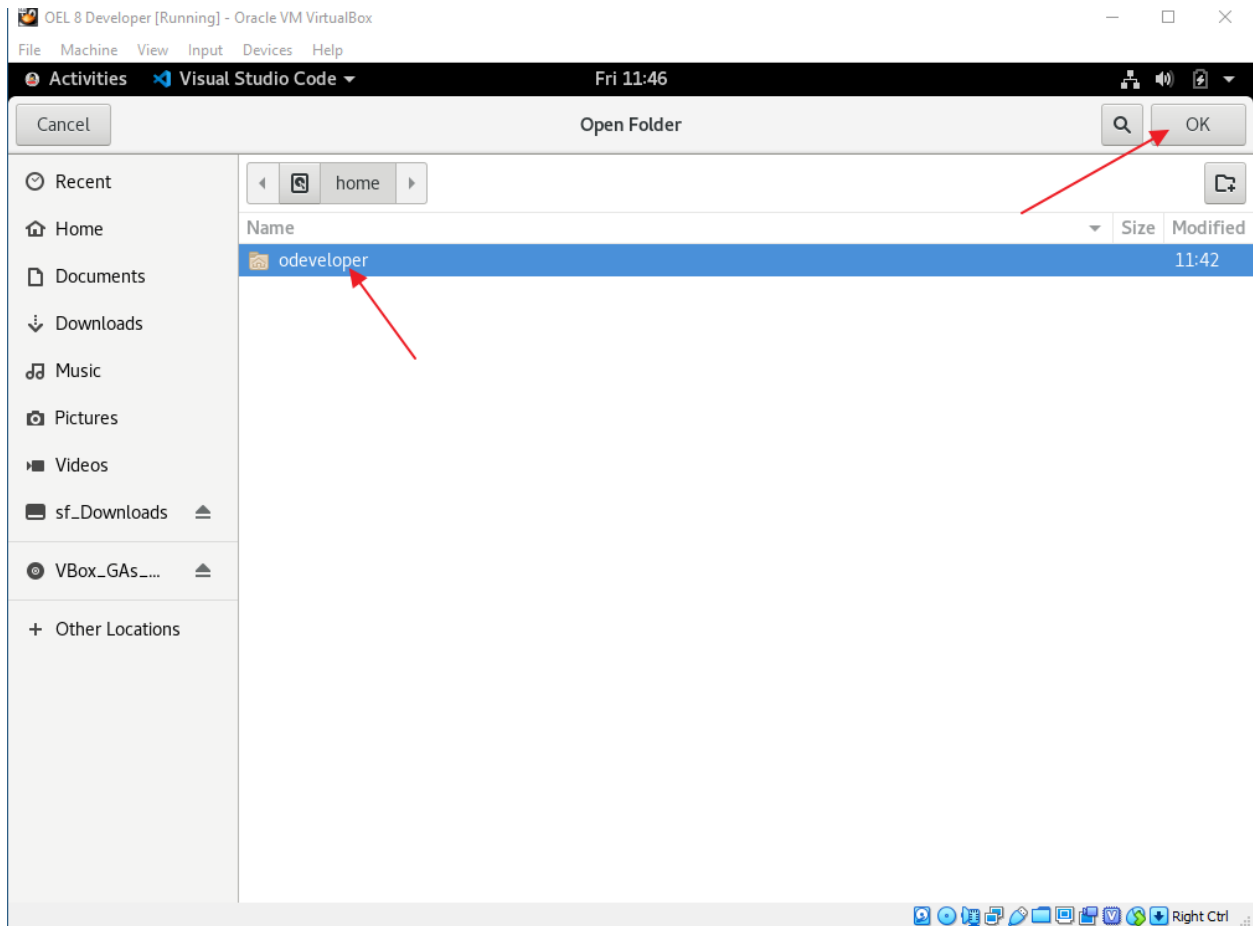 OEL 8 Developer [Running] - Oracle VM VirtualBox
File Machine View Input Devices Help
Activities Visual Studio Code Fri 11:46
Cancel Open Folder OK
Recent
home
Home
Name Size Modified
odeveloper 11:42
Documents
Downloads
Music
Pictures
Videos
sf_Downloads
VBox_GAs_...
+ Other Locations
Right Ctrl